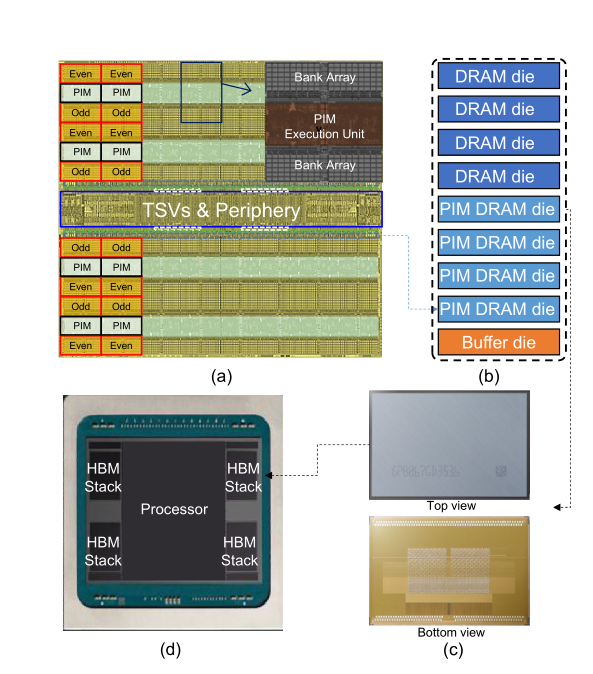 Even Even
PIM PIM
Odd Odd
Even Even
PIM PIM
Odd Odd
Bank Array
PIM
Execution Unit
Bank Array
TSVs & Periphery
Odd Odd
PIM PIM
Even Even
Odd Odd
PIM PIM
Even Even
(a)
DRAM die
DRAM die
DRAM die
DRAM die
PIM DRAM die
PIM DRAM die
PIM DRAM die
PIM DRAM die
Buffer die
(b)
HBM
Stack
HBM
Stack
Processor
HBM
Stack
HBM
Stack
(d)
Top view
Bottom view
(c)